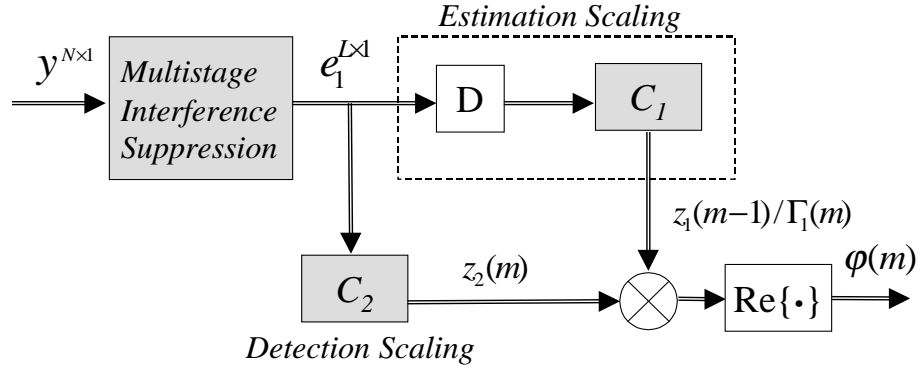 Estimation Scaling
y^{N×1}
Multistage
Interference
Suppression
e_1^{L×1}
D
C_1
z_1(m−1)/Γ_1(m)
C_2
z_2(m)
Re{•}
φ(m)
Detection Scaling